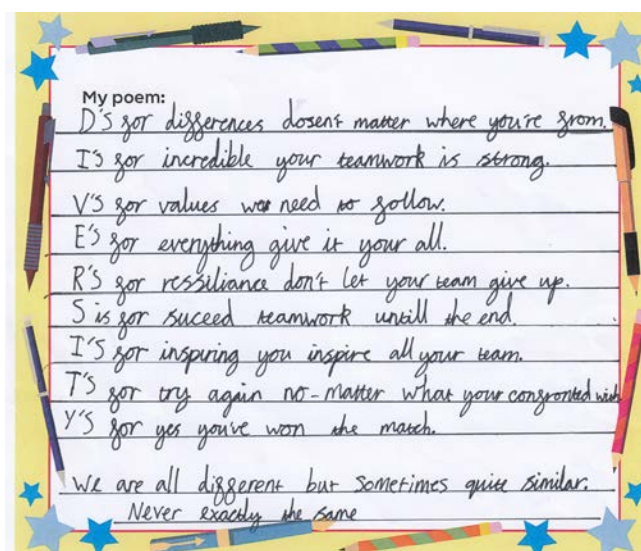 My poem:
D's for differences dosen't matter where you're from.
I's for incredible your teamwork is strong.
V's for values we need to follow.
E's for everything give it your all.
R's for ressiliance don't let your team give up.
S is for suceed teamwork untill the end.
I's for inspiring you inspire all your team.
T's for try again no-matter what your confronted with
Y's for yes you've won the match.
We are all different but sometimes quite similar.
Never exactly the same